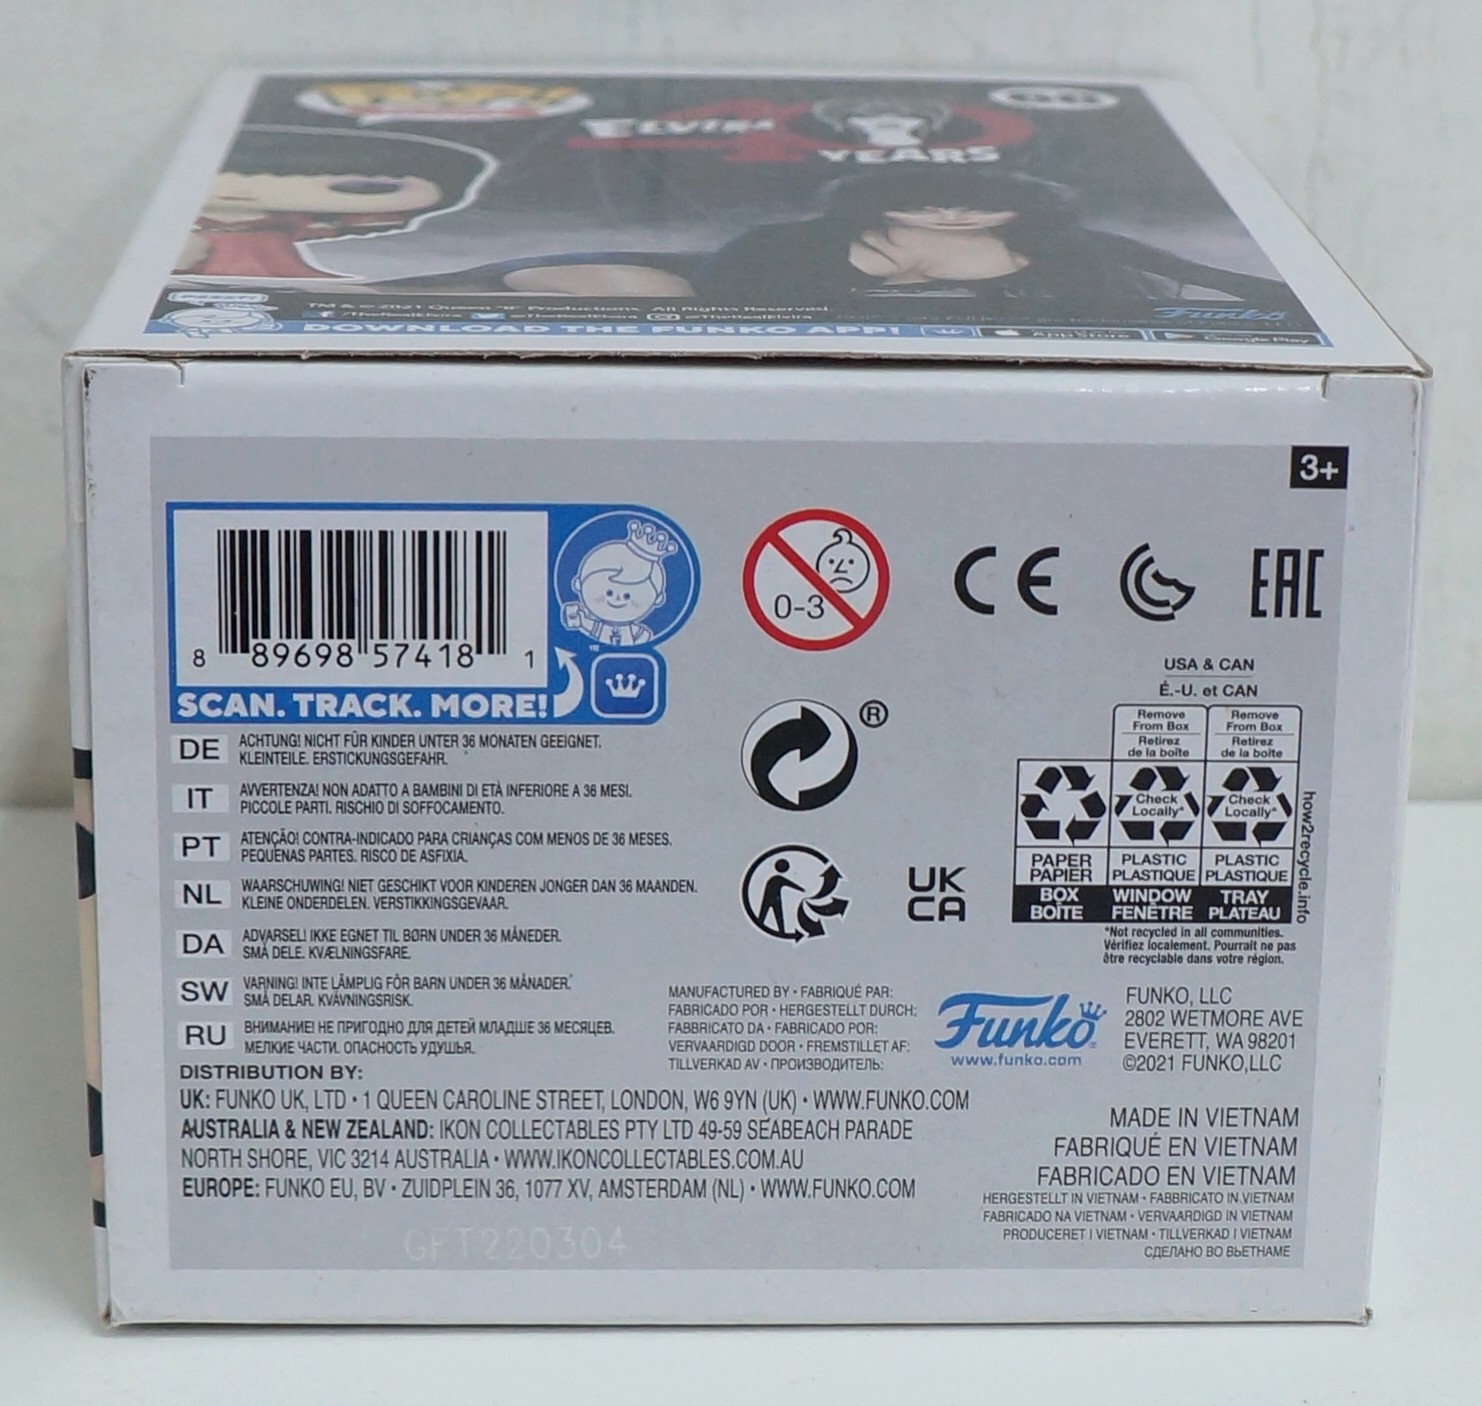 ELVIRA 40 YEARS
TM & © 2021 Queen "B" Productions. All Rights Reserved.
/TheRealElvira @TheRealElvira @TheRealElvira
Funko
DOWNLOAD THE FUNKO APP! App Store Google Play
3+
8 89698 57418 1
SCAN. TRACK. MORE!
0-3
CE
EAC
®
UK
CA
USA & CAN
É.-U. et CAN
Remove From Box
Retirez de la boîte
Remove From Box
Retirez de la boîte
Check Locally*
Check Locally*
PAPER
PAPIER
PLASTIC
PLASTIQUE
PLASTIC
PLASTIQUE
BOX
BOÎTE
WINDOW
FENÊTRE
TRAY
PLATEAU
how2recycle.info
*Not recycled in all communities.
Vérifiez localement. Pourrait ne pas
être recyclable dans votre région.
DE ACHTUNG! NICHT FÜR KINDER UNTER 36 MONATEN GEEIGNET.
KLEINTEILE. ERSTICKUNGSGEFAHR.
IT AVVERTENZA! NON ADATTO A BAMBINI DI ETÀ INFERIORE A 36 MESI.
PICCOLE PARTI. RISCHIO DI SOFFOCAMENTO.
PT ATENÇÃO! CONTRA-INDICADO PARA CRIANÇAS COM MENOS DE 36 MESES.
PEQUENAS PARTES. RISCO DE ASFIXIA.
NL WAARSCHUWING! NIET GESCHIKT VOOR KINDEREN JONGER DAN 36 MAANDEN.
KLEINE ONDERDELEN. VERSTIKKINGSGEVAAR.
DA ADVARSEL! IKKE EGNET TIL BØRN UNDER 36 MÅNEDER.
SMÅ DELE. KVÆLNINGSFARE.
SW VARNING! INTE LÄMPLIG FÖR BARN UNDER 36 MÅNADER.
SMÅ DELAR. KVÄVNINGSRISK.
RU ВНИМАНИЕ! НЕ ПРИГОДНО ДЛЯ ДЕТЕЙ МЛАДШЕ 36 МЕСЯЦЕВ.
МЕЛКИЕ ЧАСТИ. ОПАСНОСТЬ УДУШЬЯ.
MANUFACTURED BY • FABRIQUÉ PAR:
FABRICADO POR • HERGESTELLT DURCH:
FABBRICATO DA • FABRICADO POR:
VERVAARDIGD DOOR • FREMSTILLET AF:
TILLVERKAD AV • ПРОИЗВОДИТЕЛЬ:
Funko
www.funko.com
FUNKO, LLC
2802 WETMORE AVE
EVERETT, WA 98201
©2021 FUNKO,LLC
DISTRIBUTION BY:
UK: FUNKO UK, LTD • 1 QUEEN CAROLINE STREET, LONDON, W6 9YN (UK) • WWW.FUNKO.COM
AUSTRALIA & NEW ZEALAND: IKON COLLECTABLES PTY LTD 49-59 SEABEACH PARADE
NORTH SHORE, VIC 3214 AUSTRALIA • WWW.IKONCOLLECTABLES.COM.AU
EUROPE: FUNKO EU, BV • ZUIDPLEIN 36, 1077 XV, AMSTERDAM (NL) • WWW.FUNKO.COM
MADE IN VIETNAM
FABRIQUÉ EN VIETNAM
FABRICADO EN VIETNAM
HERGESTELLT IN VIETNAM • FABBRICATO IN VIETNAM
FABRICADO NA VIETNAM • VERVAARDIGD IN VIETNAM
PRODUCERET I VIETNAM • TILLVERKAD I VIETNAM
СДЕЛАНО ВО ВЬЕТНАМЕ
GFT220304